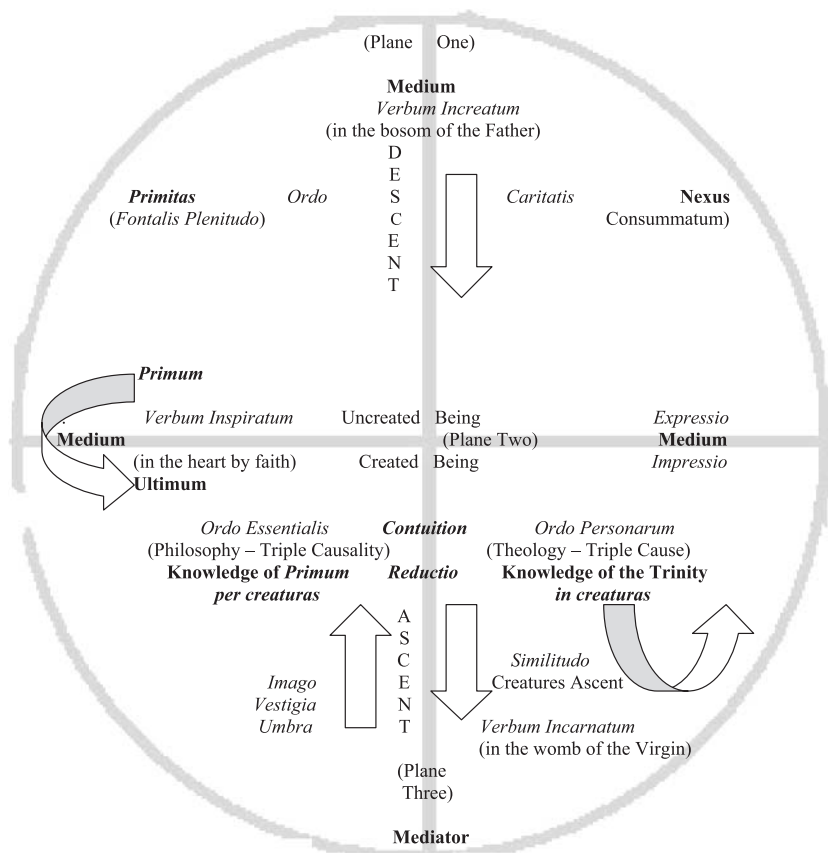 (Plane One)
Medium
Verbum Increatum
(in the bosom of the Father)
DESCENT
Primitas Ordo Caritatis Nexus
(Fontalis Plenitudo) Consummatum)
Primum
Verbum Inspiratum Uncreated Being Expressio
Medium (Plane Two) Medium
(in the heart by faith) Created Being Impressio
Ultimum
Ordo Essentialis Contuition Ordo Personarum
(Philosophy – Triple Causality) (Theology – Triple Cause)
Knowledge of Primum Reductio Knowledge of the Trinity
per creaturas in creaturas
ASCENT
Similitudo
Imago Creatures Ascent
Vestigia
Umbra Verbum Incarnatum
(in the womb of the Virgin)
(Plane
Three)
Mediator